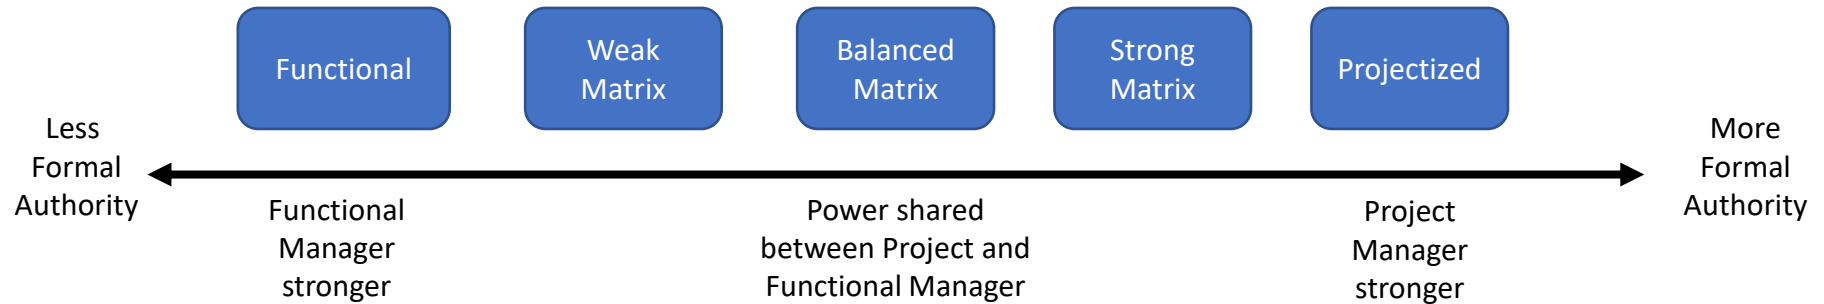 Functional
Weak
Matrix
Balanced
Matrix
Strong
Matrix
Projectized
Less
Formal
Authority
More
Formal
Authority
Functional
Manager
stronger
Power shared
between Project and
Functional Manager
Project
Manager
stronger